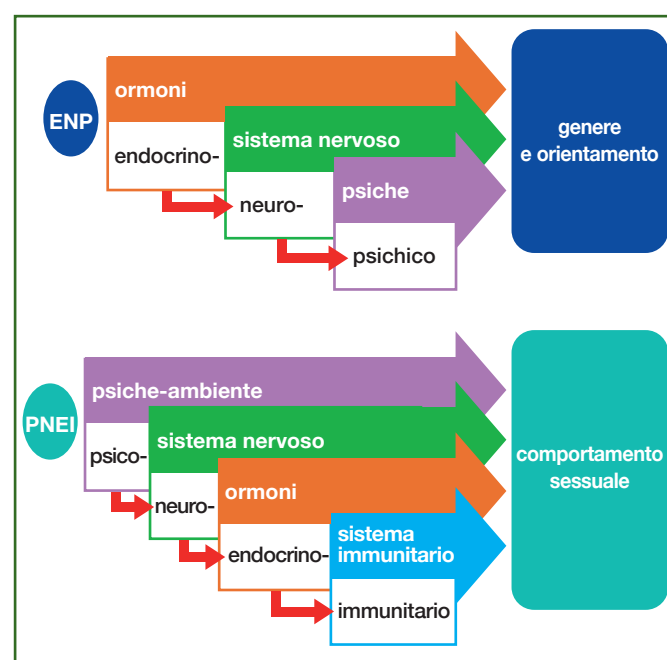 ENP
ormoni
endocrino-
sistema nervoso
neuro-
psiche
psichico
genere
e orientamento
PNEI
psiche-ambiente
psico-
sistema nervoso
neuro-
ormoni
endocrino-
sistema
immunitario
immunitario
comportamento
sessuale